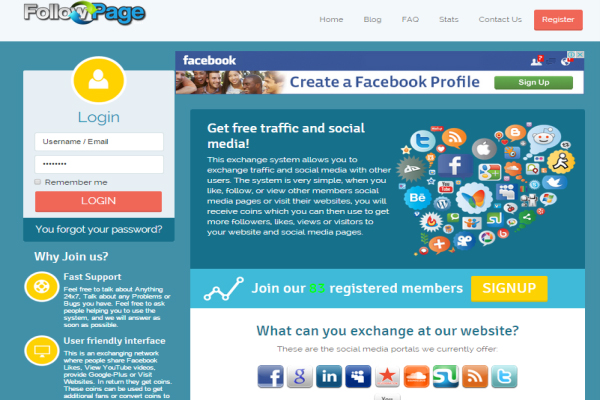 FollowPage
Home Blog FAQ Stats Contact Us Register
facebook
Create a Facebook Profile
Sign Up
Login
Username / Email
••••••••
Remember me
LOGIN
You forgot your password?
Get free traffic and social
media!
This exchange system allows you to
exchange traffic and social media with other
users. The system is very simple, when you
like, follow, or view other members social
media pages or visit their websites, you will
receive coins which you can then use to get
more followers, likes, views or visitors to
your website and social media pages.
Why Join us?
Fast Support
Feel free to talk about Anything
24x7, Talk about any Problems or
Bugs you have. Feel free to ask
people helping you to use the
system, and we will answer as
soon as possible.
User friendly interface
This is an exchanging network
where people share Facebook
Likes, View YouTube videos,
provide Google-Plus or Visit
Websites. In return they get coins.
These coins can be used to get
additional fans or convert coins to
Join our registered members
SIGNUP
What can you exchange at our website?
These are the social media portals we currently offer:
You